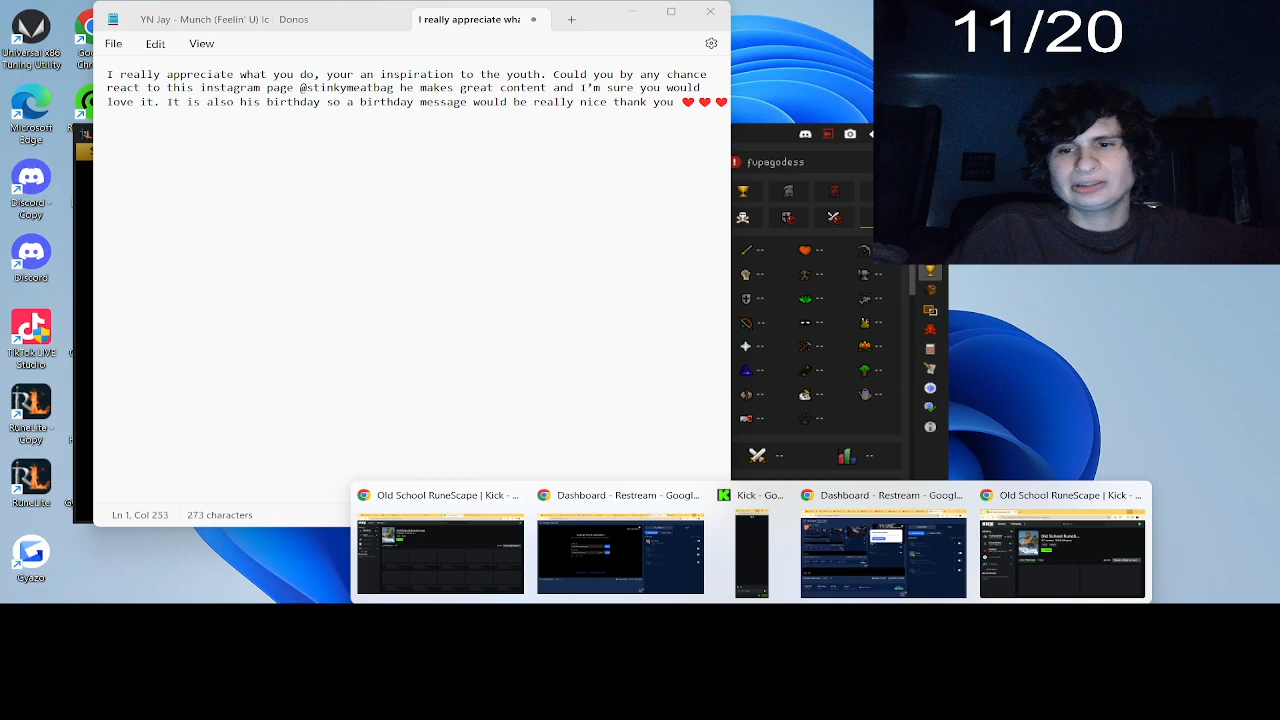 YN Jay - Munch (Feelin' U) lc
Donos
I really appreciate wha
11/20
File Edit View
I really appreciate what you do, your an inspiration to the youth. Could you by any chance
react to this instagram page @stinkymeatbag he makes great content and I'm sure you would
love it. It is also his birthday so a birthday message would be really nice thank you ❤❤❤
Universal x86
Tuning Utility
Microsoft
Edge
Discord -
Copy
Discord
TikTok LIVE
Studio
RuneLite -
Copy
RuneLite
Gyazo
fupagodess
Ln 1, Col 253
273 characters
Old School RuneScape | Kick - ...
Dashboard - Restream - Googl...
Kick - Go...
Dashboard - Restream - Googl...
Old School RuneScape | Kick - ...